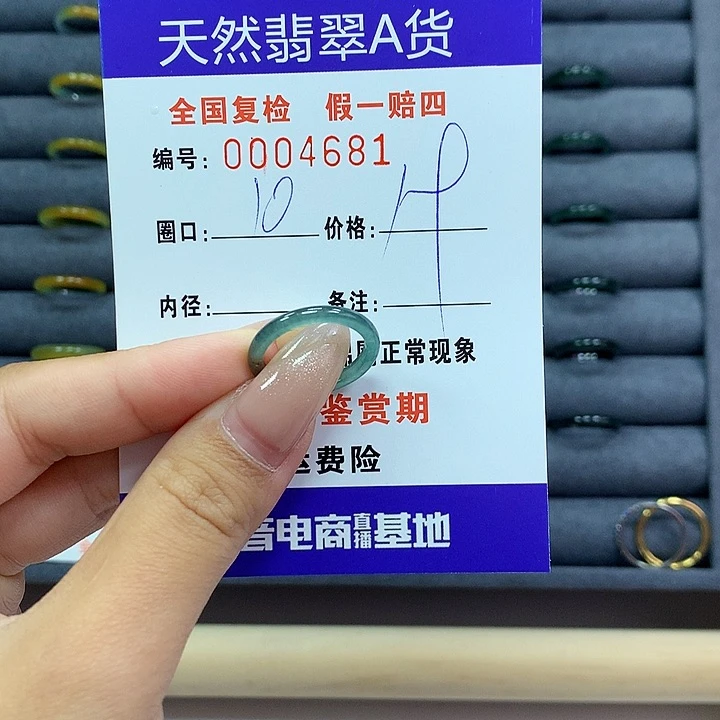 天然翡翠A货
全国复检 假一赔四
编号: 0004681
圈口: 10 价格:
内径: 备注:
正常现象
鉴赏期
运费险
音电商直播基地